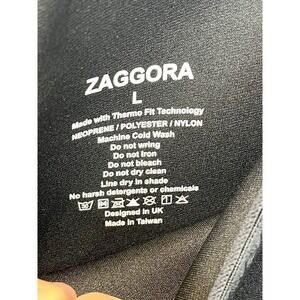 ZAGGORA
L
Made with Thermo Fit Technology
NEOPRENE / POLYESTER / NYLON
Machine Cold Wash
Do not wring
Do not Iron
Do not bleach
Do not dry clean
Line dry in shade
No harsh detergents or chemicals
Designed in UK
Made in Taiwan